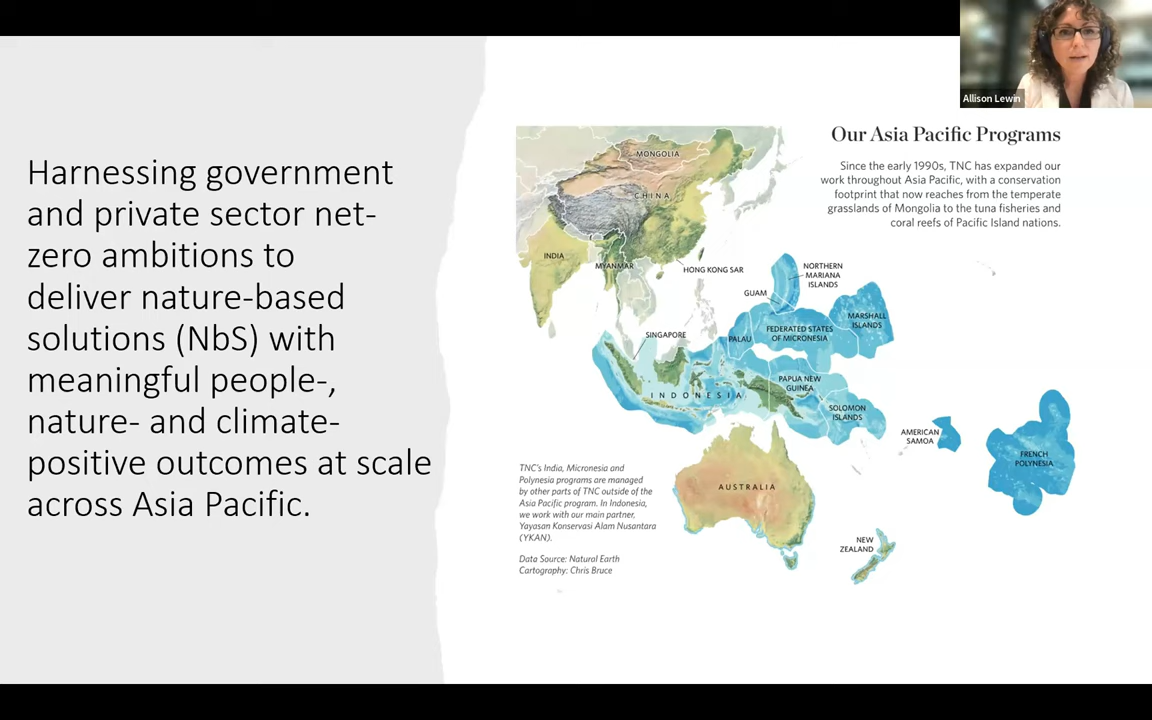 Harnessing government
and private sector net-
zero ambitions to
deliver nature-based
solutions (NbS) with
meaningful people-,
nature- and climate-
positive outcomes at scale
across Asia Pacific.
Allison Lewin
Our Asia Pacific Programs
Since the early 1990s, TNC has expanded our
work throughout Asia Pacific, with a conservation
footprint that now reaches from the temperate
grasslands of Mongolia to the tuna fisheries and
coral reefs of Pacific Island nations.
MONGOLIA
CHINA
INDIA
MYANMAR
HONG KONG SAR
NORTHERN
MARIANA
ISLANDS
GUAM
MARSHALL
ISLANDS
FEDERATED STATES
OF MICRONESIA
PALAU
SINGAPORE
INDONESIA
PAPUA NEW
GUINEA
SOLOMON
ISLANDS
AMERICAN
SAMOA
FRENCH
POLYNESIA
AUSTRALIA
NEW
ZEALAND
TNC's India, Micronesia and
Polynesia programs are managed
by other parts of TNC outside of the
Asia Pacific program. In Indonesia,
we work with our main partner,
Yayasan Konservasi Alam Nusantara
(YKAN).
Data Source: Natural Earth
Cartography: Chris Bruce